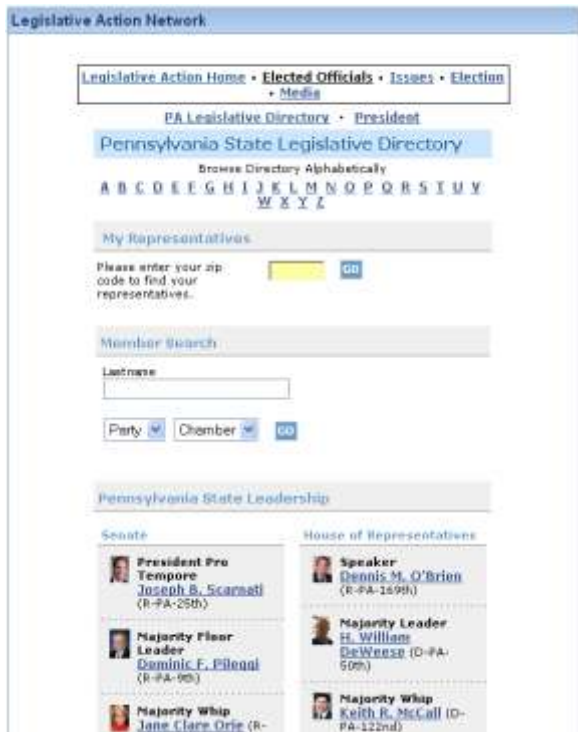 Legislative Action Network
Legislative Action Home • Elected Officials • Issues • Election
• Media
PA Legislative Directory • President
Pennsylvania State Legislative Directory
Browse Directory Alphabetically
A B C D E F G H I J K L M N O P Q R S T U V
W X Y Z
My Representatives
Please enter your zip
code to find your
representatives.
GO
Member Search
Lastname
Party Chamber GO
Pennsylvania State Leadership
Senate
President Pro
Tempore
Joseph B. Scarnati
(R-PA-25th)
Majority Floor
Leader
Dominic F. Pileggi
(R-PA-9th)
Majority Whip
Jane Clare Orie (R-
House of Representatives
Speaker
Dennis M. O'Brien
(R-PA-169th)
Majority Leader
H. William
DeWeese (D-PA-
50th)
Majority Whip
Keith R. McCall (D-
PA-122nd)